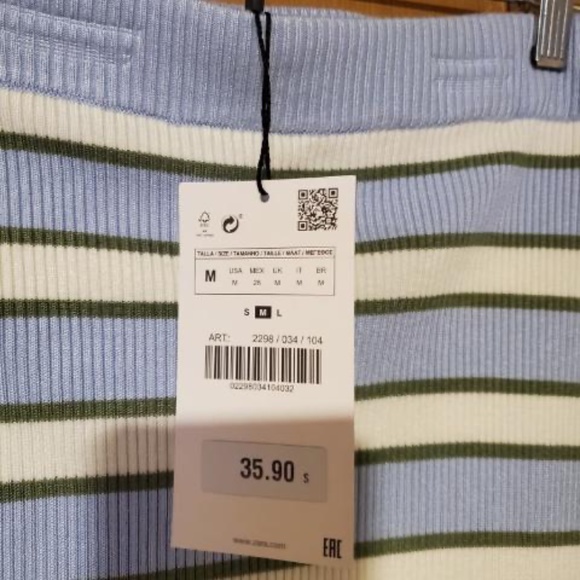 TALLA / SIZE / TAMANHO / TAILLE / MAAT / ΜΕΓΕΘΟΣ
M USA MEX UK IT BR
M 28 M M M
S M L
ART.: 2298 / 034 / 104
02298034104032
35.90 s
www.zara.com
EAC